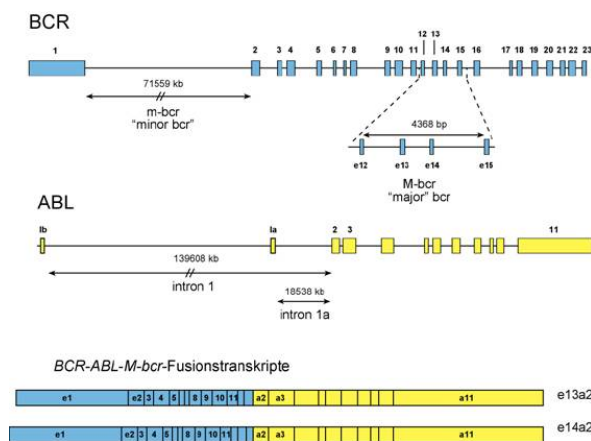 BCR
1 2 3 4 5 6 7 8 9 10 11 12 13 14 15 16 17 18 19 20 21 22 23
71559 kb
m-bcr
"minor bcr"
4368 bp
e12 e13 e14 e15
M-bcr
"major" bcr
ABL
Ib Ia 2 3 11
139608 kb
intron 1
18538 kb
intron 1a
BCR-ABL-M-bcr-Fusionstranskripte
e1 e2 3 4 5 8 9 10 11 a2 a3 a11 e13a2
e1 e2 3 4 5 8 9 10 11 a2 a3 a11 e14a2